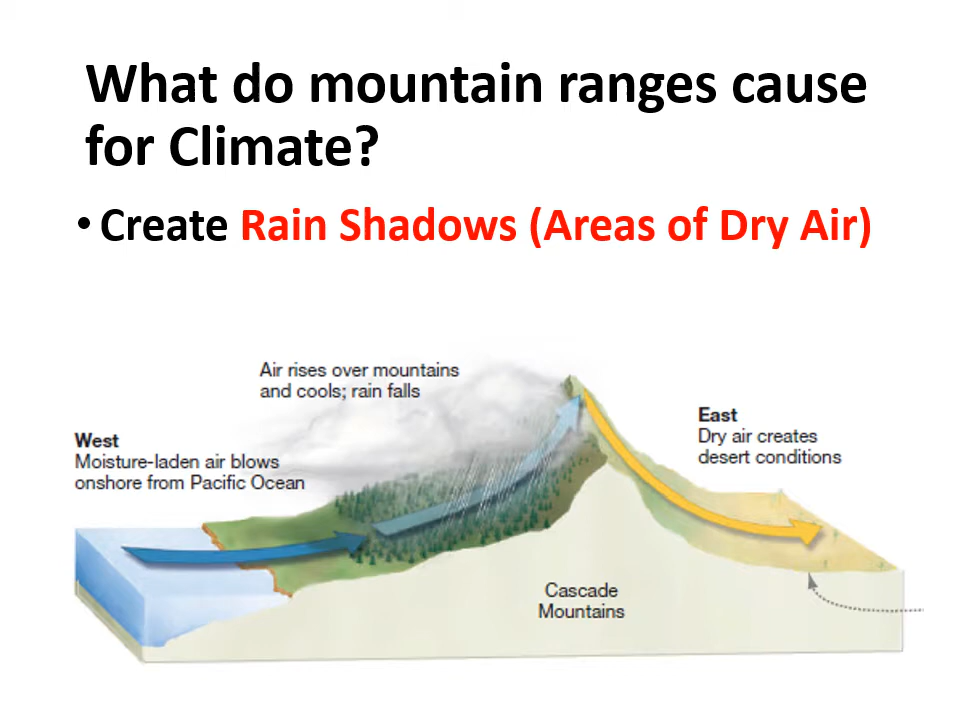 What do mountain ranges cause
for Climate?
• Create Rain Shadows (Areas of Dry Air)
Air rises over mountains
and cools; rain falls
East
Dry air creates
desert conditions
West
Moisture-laden air blows
onshore from Pacific Ocean
Cascade
Mountains